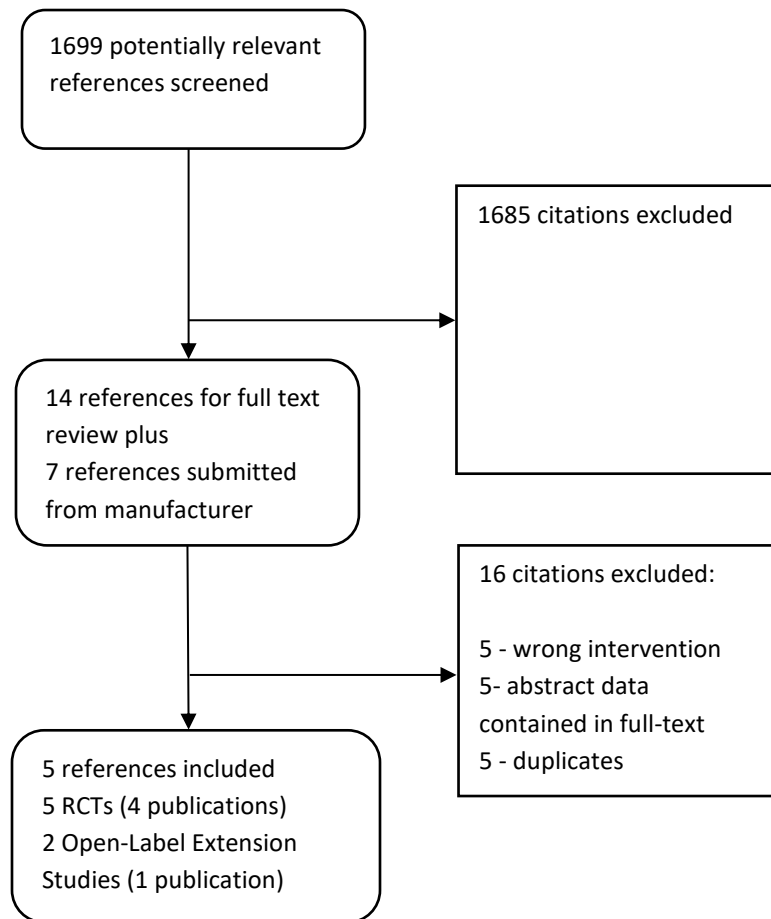 1699 potentially relevant
references screened
1685 citations excluded
14 references for full text
review plus
7 references submitted
from manufacturer
16 citations excluded:
5 - wrong intervention
5- abstract data
contained in full-text
5 - duplicates
5 references included
5 RCTs (4 publications)
2 Open-Label Extension
Studies (1 publication)